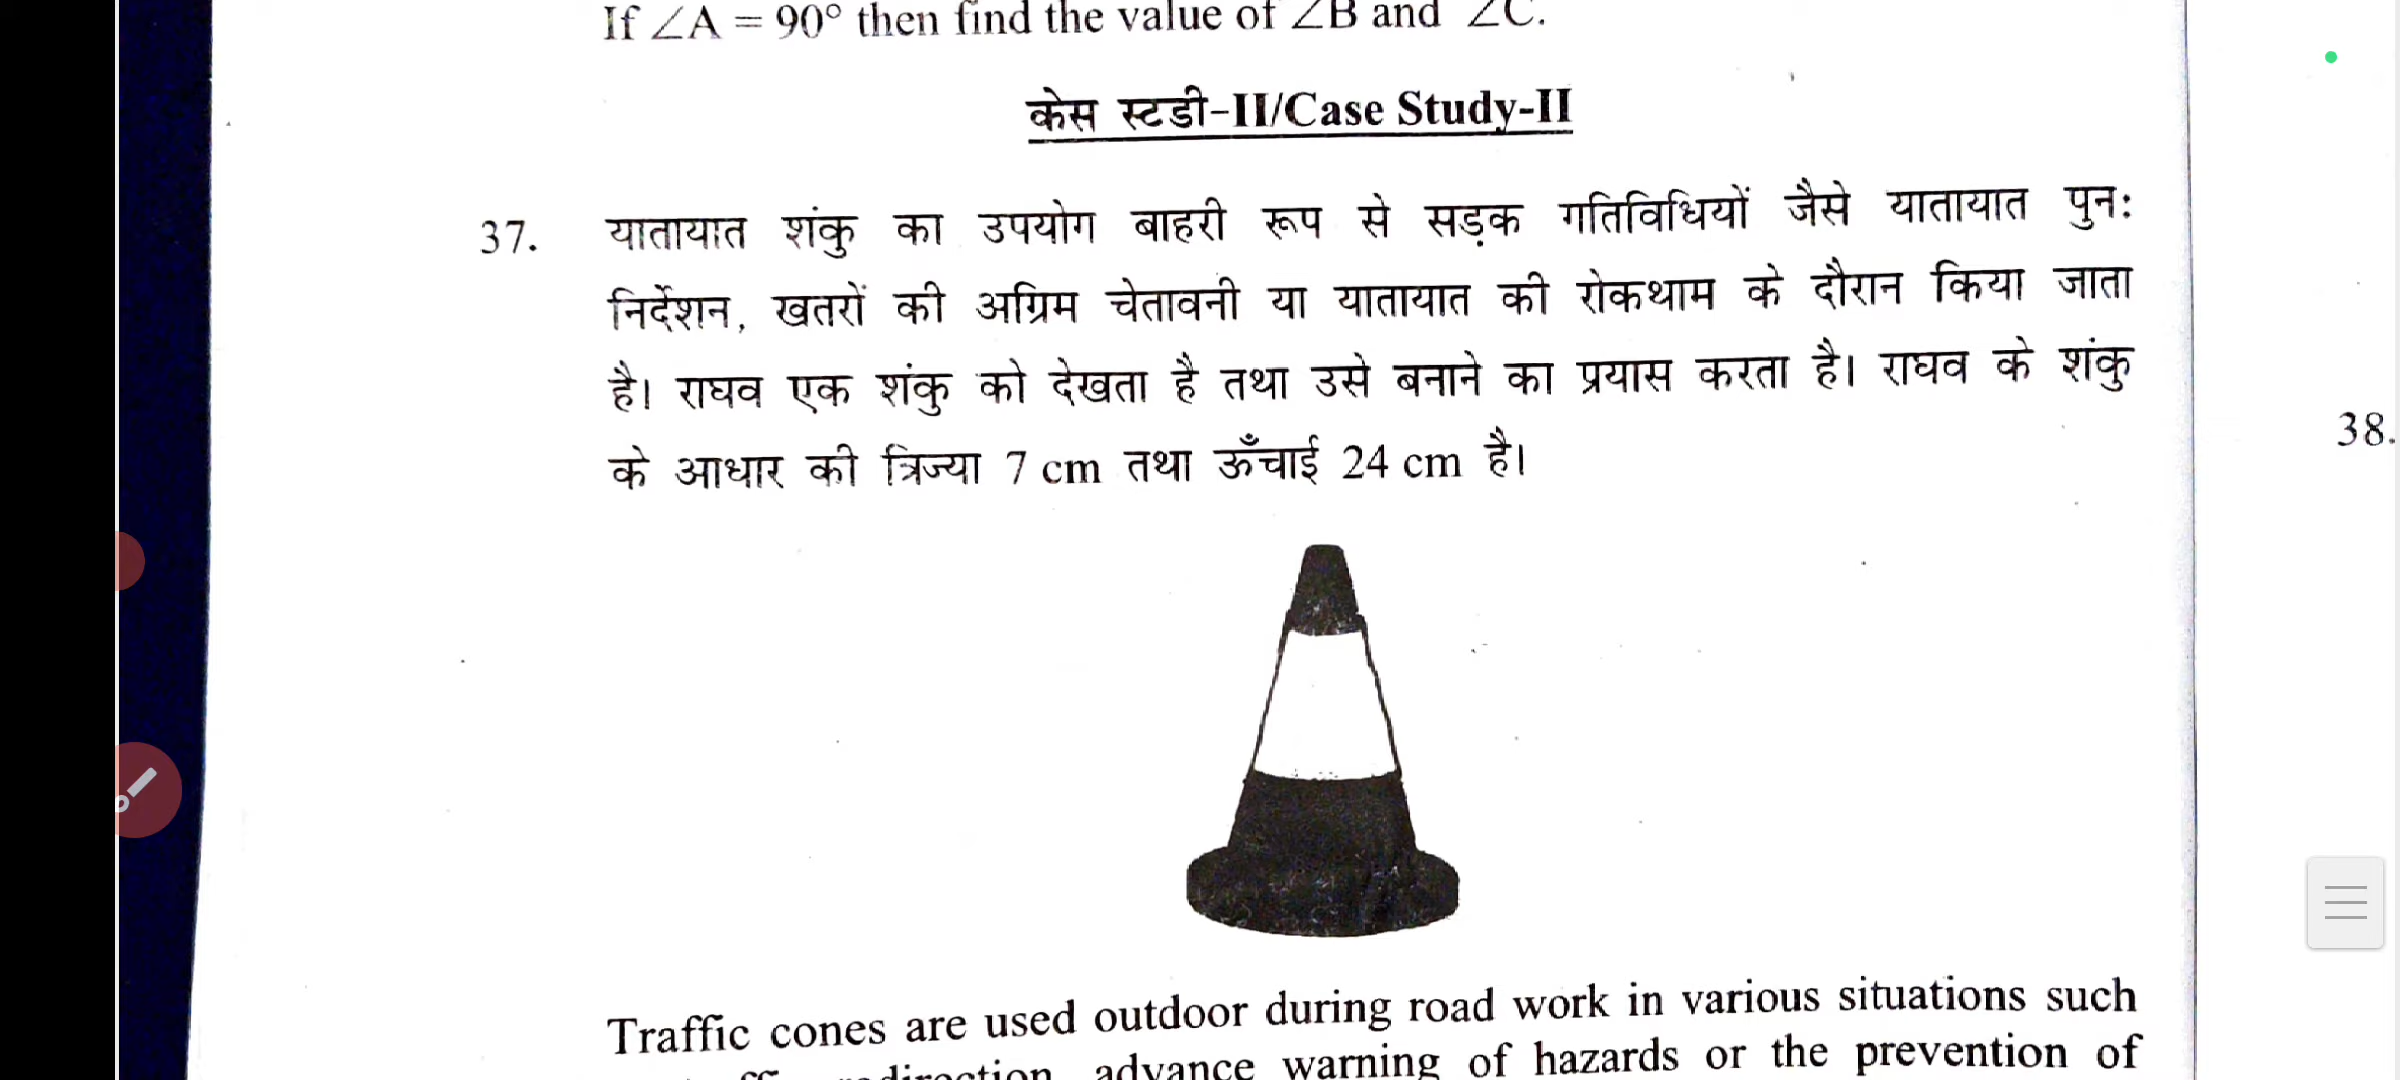 If ∠A = 90° then find the value of ∠B and ∠C.
केस स्टडी-II/Case Study-II
37. यातायात शंकु का उपयोग बाहरी रूप से सड़क गतिविधियों जैसे यातायात पुनः
निर्देशन, खतरों की अग्रिम चेतावनी या यातायात की रोकथाम के दौरान किया जाता
है। राघव एक शंकु को देखता है तथा उसे बनाने का प्रयास करता है। राघव के शंकु
के आधार की त्रिज्या 7 cm तथा ऊँचाई 24 cm है।
38.
Traffic cones are used outdoor during road work in various situations such
advance warning of hazards or the prevention of